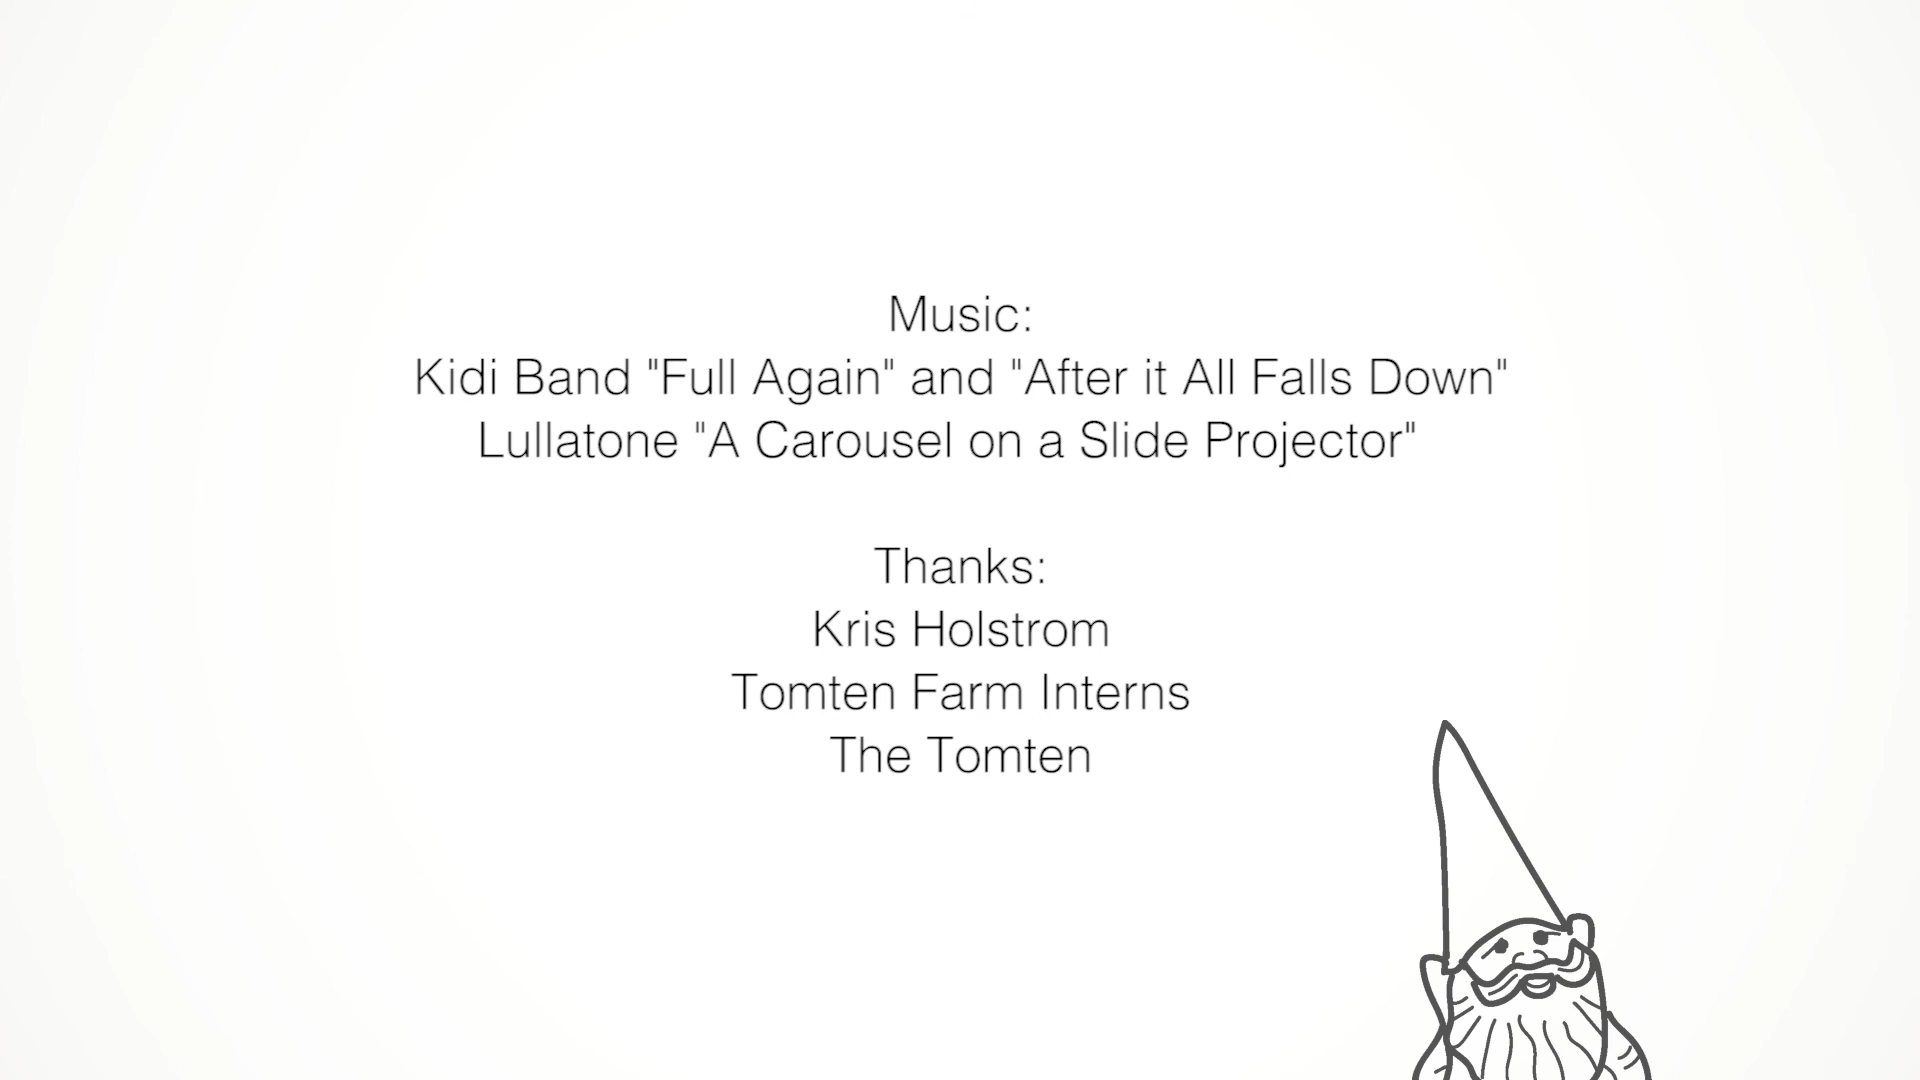 Music:
Kidi Band "Full Again" and "After it All Falls Down"
Lullatone "A Carousel on a Slide Projector"
Thanks:
Kris Holstrom
Tomten Farm Interns
The Tomten